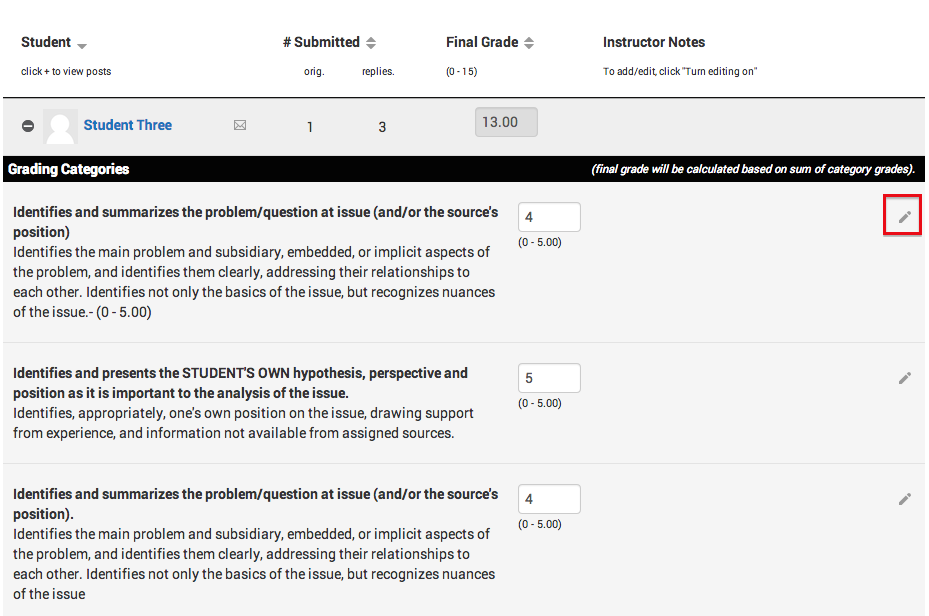 Student # Submitted Final Grade Instructor Notes
click + to view posts orig. replies. (0 - 15) To add/edit, click "Turn editing on"
Student Three 1 3 13.00
Grading Categories (final grade will be calculated based on sum of category grades).
Identifies and summarizes the problem/question at issue (and/or the source's 4
position) (0 - 5.00)
Identifies the main problem and subsidiary, embedded, or implicit aspects of
the problem, and identifies them clearly, addressing their relationships to
each other. Identifies not only the basics of the issue, but recognizes nuances
of the issue.- (0 - 5.00)
Identifies and presents the STUDENT'S OWN hypothesis, perspective and 5
position as it is important to the analysis of the issue. (0 - 5.00)
Identifies, appropriately, one's own position on the issue, drawing support
from experience, and information not available from assigned sources.
Identifies and summarizes the problem/question at issue (and/or the source's 4
position). (0 - 5.00)
Identifies the main problem and subsidiary, embedded, or implicit aspects of
the problem, and identifies them clearly, addressing their relationships to
each other. Identifies not only the basics of the issue, but recognizes nuances
of the issue